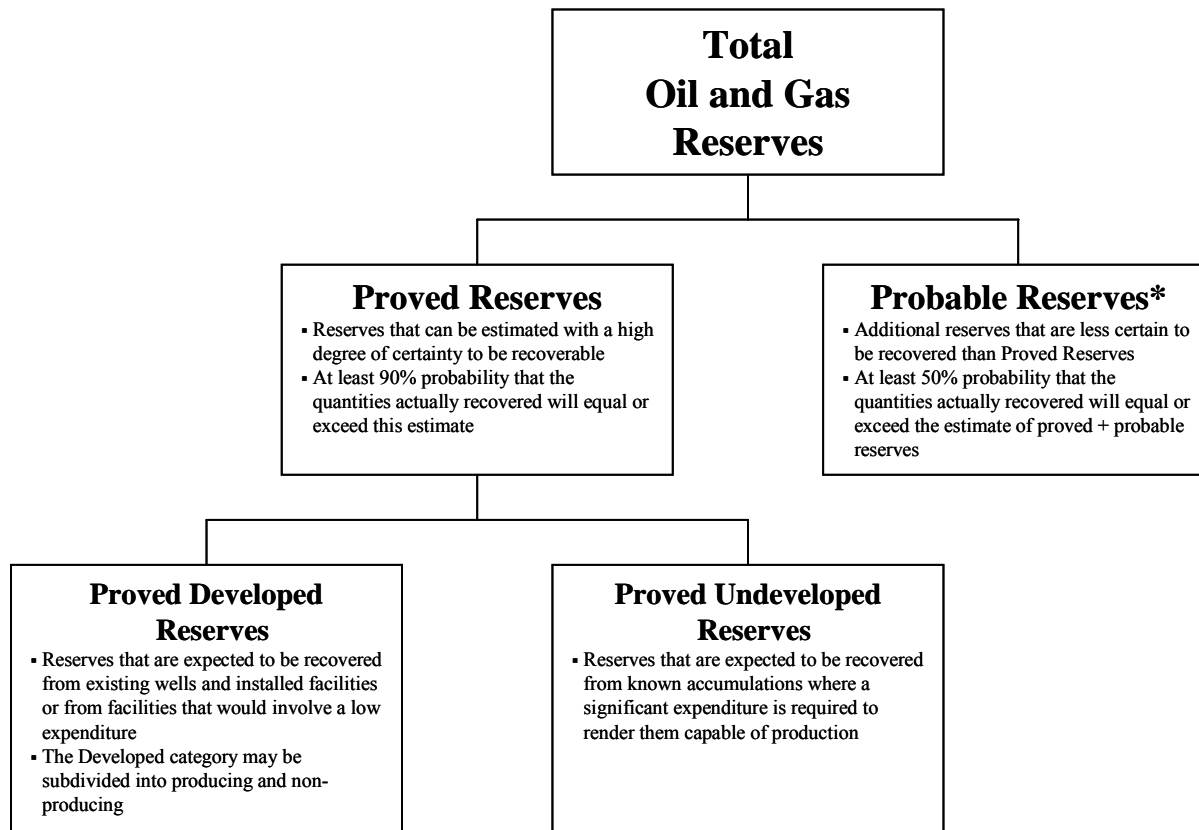 Total
Oil and Gas
Reserves
Proved Reserves
▪ Reserves that can be estimated with a high
degree of certainty to be recoverable
▪ At least 90% probability that the
quantities actually recovered will equal or
exceed this estimate
Probable Reserves*
▪ Additional reserves that are less certain to
be recovered than Proved Reserves
▪ At least 50% probability that the
quantities actually recovered will equal or
exceed the estimate of proved + probable
reserves
Proved Developed
Reserves
▪ Reserves that are expected to be recovered
from existing wells and installed facilities
or from facilities that would involve a low
expenditure
▪ The Developed category may be
subdivided into producing and non-
producing
Proved Undeveloped
Reserves
▪ Reserves that are expected to be recovered
from known accumulations where a
significant expenditure is required to
render them capable of production